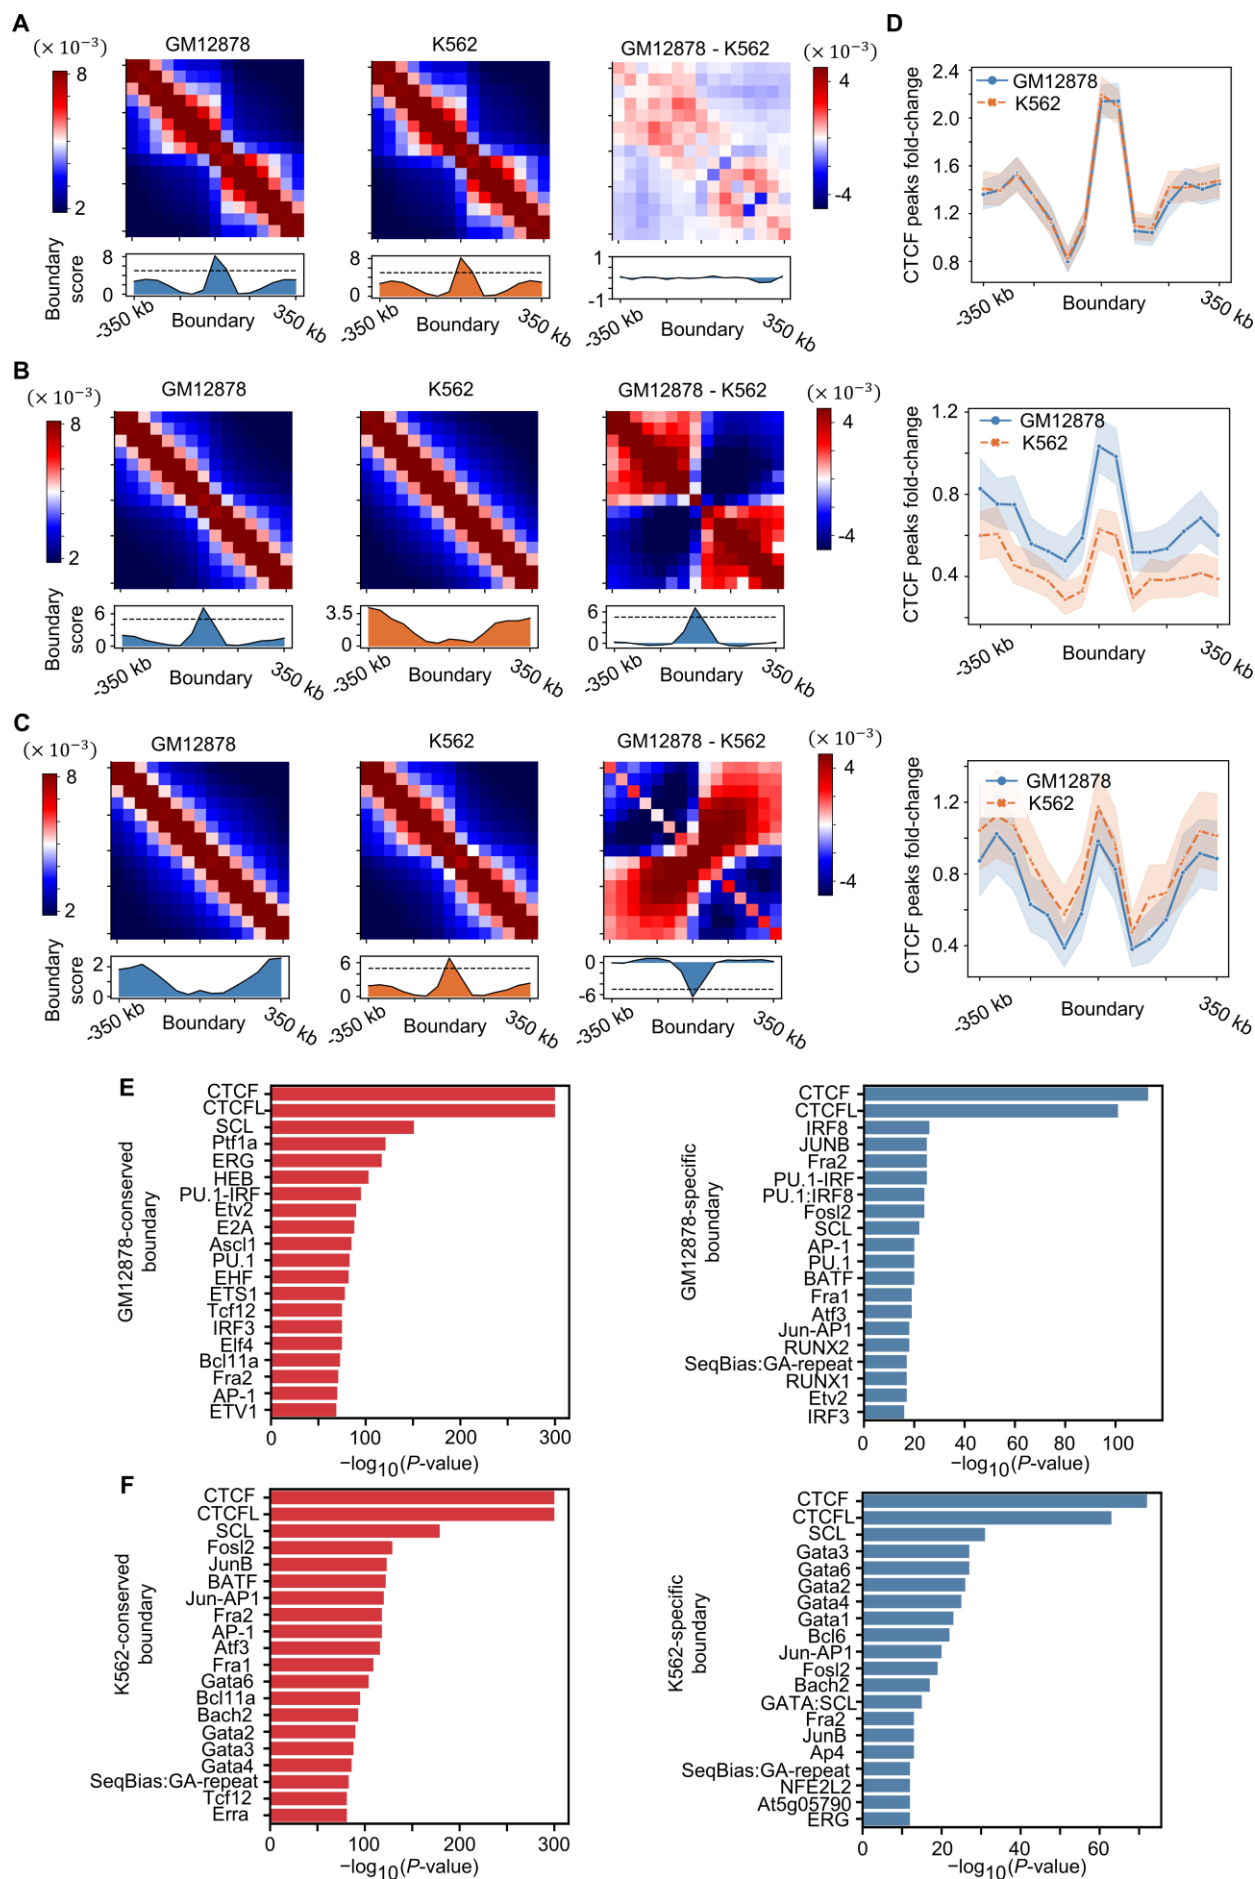 A
GM12878
K562
GM12878 - K562
(× 10⁻³)
8
2
(× 10⁻³)
4
-4
Boundary
score
8
0
8
0
1
-1
-350 kb
Boundary
350 kb
-350 kb
Boundary
350 kb
-350 kb
Boundary
350 kb
D
CTCF peaks fold-change
2.4
2.0
1.6
1.2
0.8
GM12878
K562
-350 kb
Boundary
350 kb
B
GM12878
K562
GM12878 - K562
(× 10⁻³)
8
2
(× 10⁻³)
4
-4
Boundary
score
6
0
3.5
0
6
0
-350 kb
Boundary
350 kb
-350 kb
Boundary
350 kb
-350 kb
Boundary
350 kb
CTCF peaks fold-change
1.2
0.8
0.4
GM12878
K562
-350 kb
Boundary
350 kb
C
GM12878
K562
GM12878 - K562
(× 10⁻³)
8
2
(× 10⁻³)
4
-4
Boundary
score
2
0
6
0
0
-6
-350 kb
Boundary
350 kb
-350 kb
Boundary
350 kb
-350 kb
Boundary
350 kb
CTCF peaks fold-change
1.2
0.8
0.4
GM12878
K562
-350 kb
Boundary
350 kb
E
GM12878-conserved
boundary
CTCF
CTCFL
SCL
Ptf1a
ERG
HEB
PU.1-IRF
Etv2
E2A
Ascl1
PU.1
EHF
ETS1
Tcf12
IRF3
Elf4
Bcl11a
Fra2
AP-1
ETV1
0 100 200 300
−log₁₀(P-value)
GM12878-specific
boundary
CTCF
CTCFL
IRF8
JUNB
Fra2
PU.1-IRF
PU.1:IRF8
Fosl2
SCL
AP-1
PU.1
BATF
Fra1
Atf3
Jun-AP1
RUNX2
SeqBias:GA-repeat
RUNX1
Etv2
IRF3
0 20 40 60 80 100
−log₁₀(P-value)
F
K562-conserved
boundary
CTCF
CTCFL
SCL
Fosl2
JunB
BATF
Jun-AP1
Fra2
AP-1
Atf3
Fra1
Gata6
Bcl11a
Bach2
Gata2
Gata3
Gata4
SeqBias:GA-repeat
Tcf12
Erra
0 100 200 300
−log₁₀(P-value)
K562-specific
boundary
CTCF
CTCFL
SCL
Gata3
Gata6
Gata2
Gata4
Gata1
Bcl6
Jun-AP1
Fosl2
Bach2
GATA:SCL
Fra2
JunB
Ap4
SeqBias:GA-repeat
NFE2L2
At5g05790
ERG
0 20 40 60
−log₁₀(P-value)